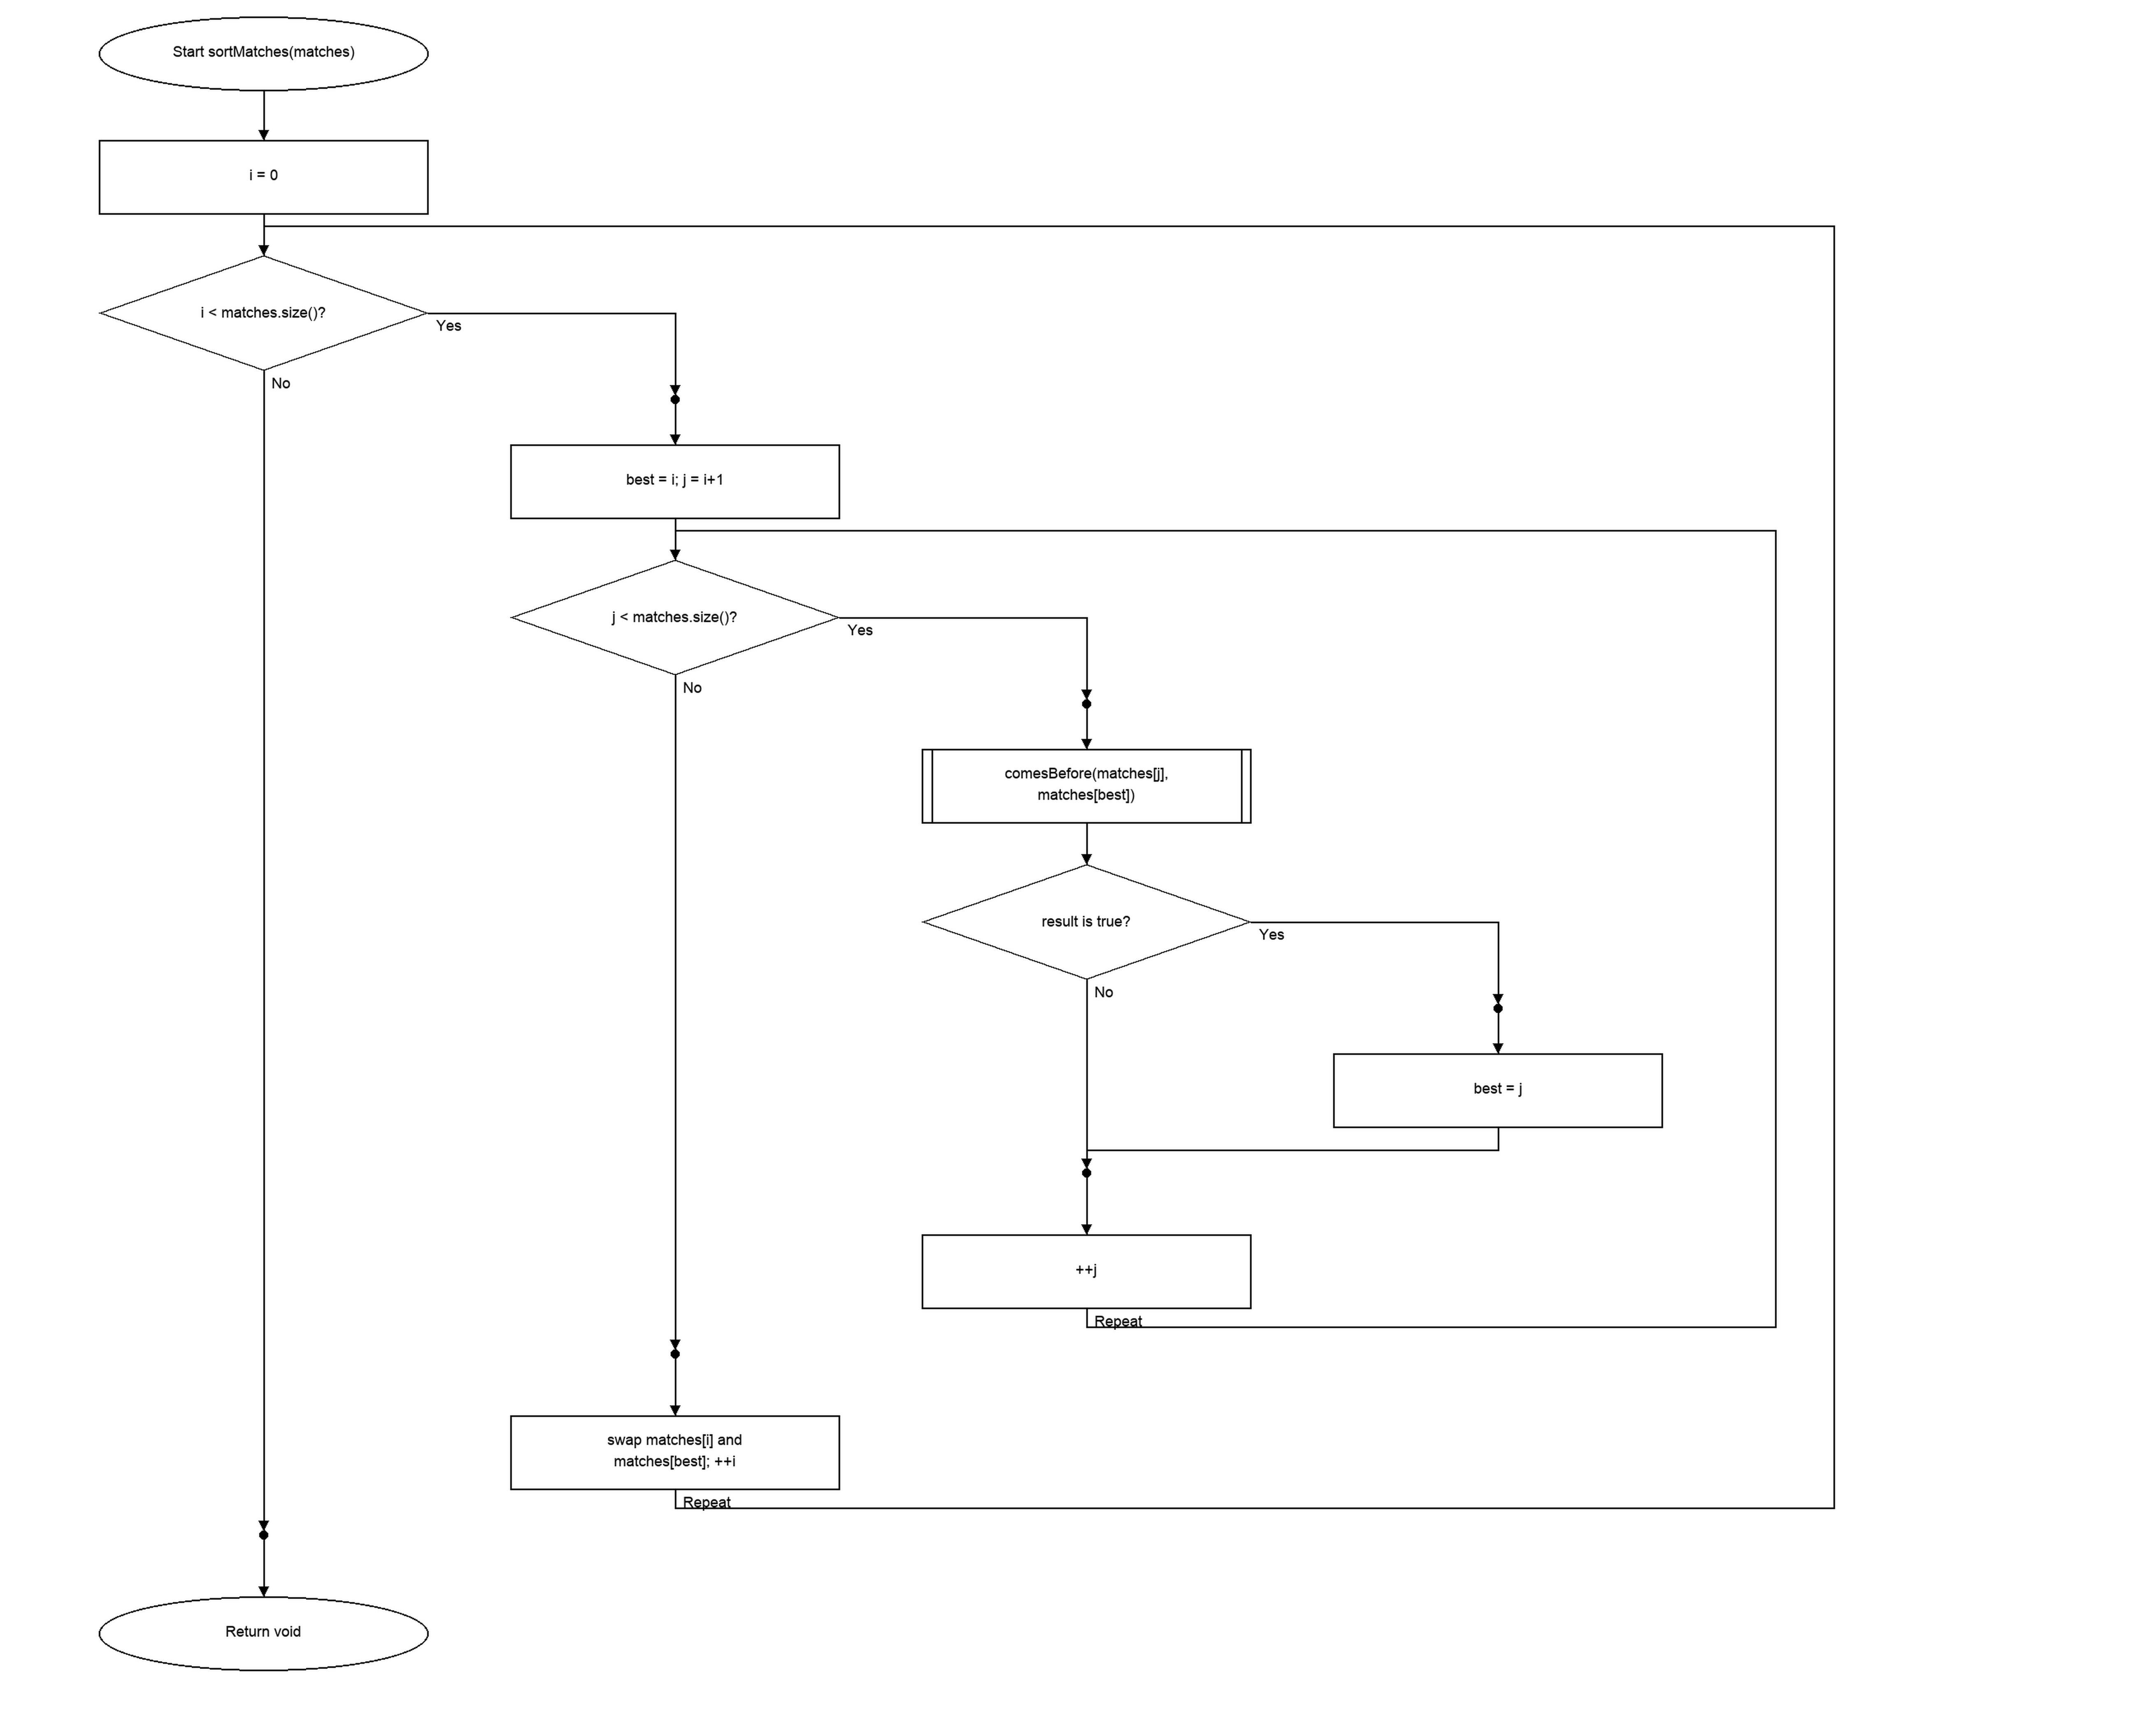 Start sortMatches(matches)
i = 0
i < matches.size()?
Yes
No
best = i; j = i+1
j < matches.size()?
Yes
No
comesBefore(matches[j],
matches[best])
result is true?
Yes
No
best = j
++j
Repeat
swap matches[i] and
matches[best]; ++i
Repeat
Return void